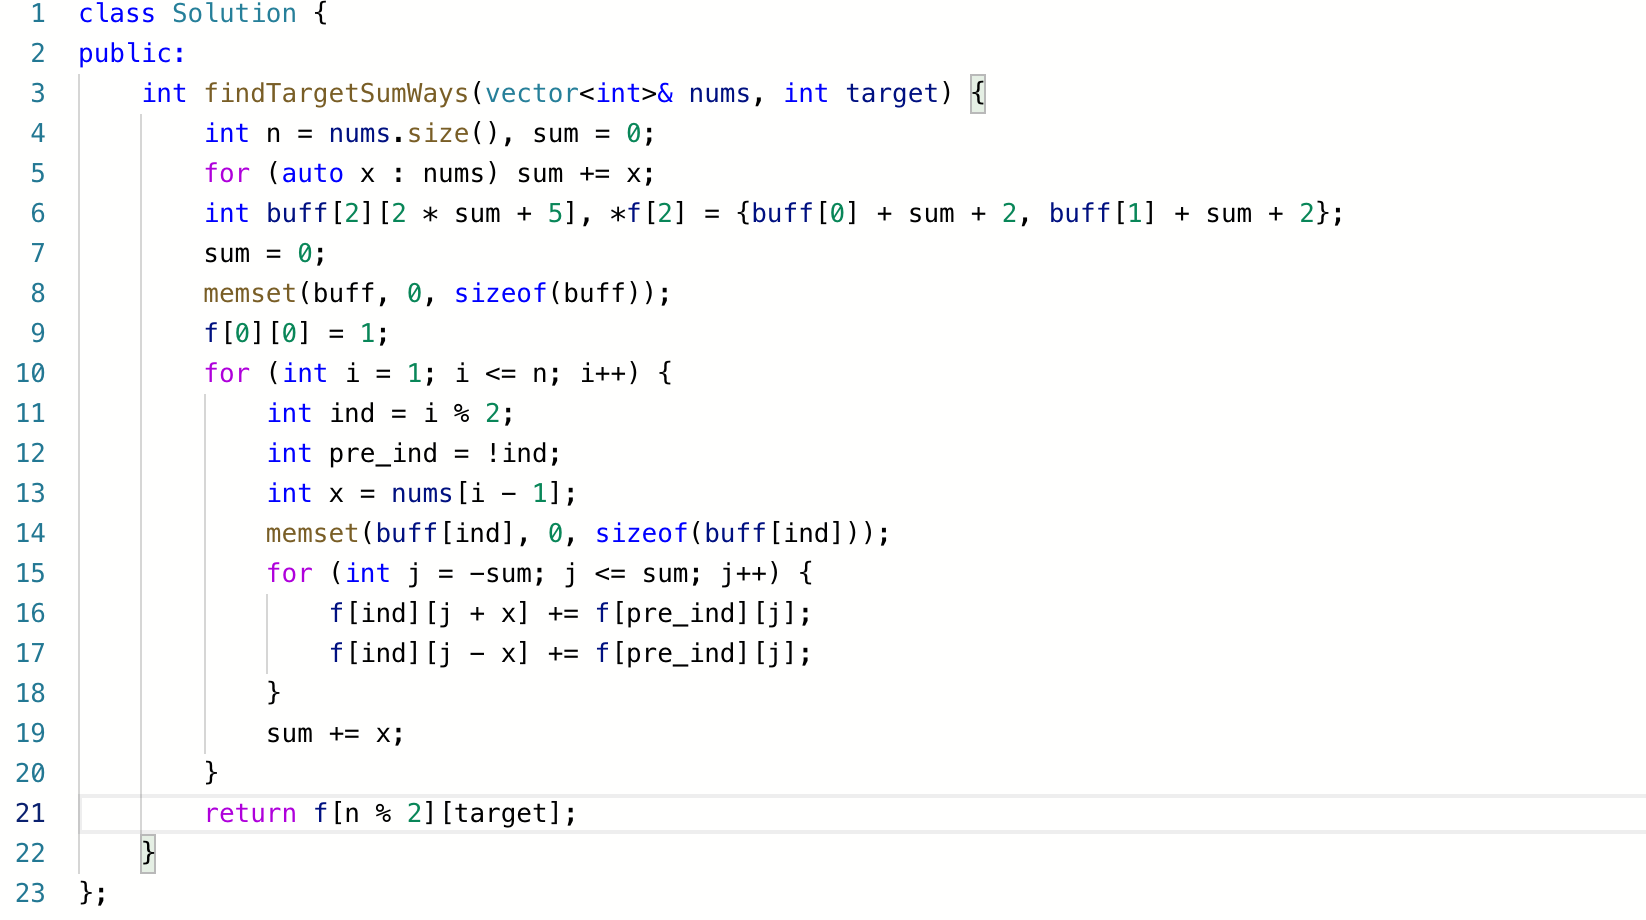 1 class Solution {
2 public:
3     int findTargetSumWays(vector<int>& nums, int target) {
4         int n = nums.size(), sum = 0;
5         for (auto x : nums) sum += x;
6         int buff[2][2 * sum + 5], *f[2] = {buff[0] + sum + 2, buff[1] + sum + 2};
7         sum = 0;
8         memset(buff, 0, sizeof(buff));
9         f[0][0] = 1;
10         for (int i = 1; i <= n; i++) {
11             int ind = i % 2;
12             int pre_ind = !ind;
13             int x = nums[i - 1];
14             memset(buff[ind], 0, sizeof(buff[ind]));
15             for (int j = -sum; j <= sum; j++) {
16                 f[ind][j + x] += f[pre_ind][j];
17                 f[ind][j - x] += f[pre_ind][j];
18             }
19             sum += x;
20         }
21         return f[n % 2][target];
22     }
23 };